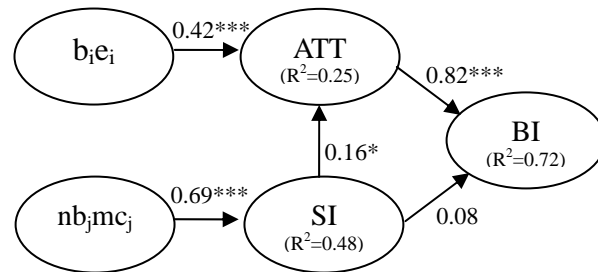 0.42***
bᵢeᵢ
ATT
(R²=0.25)
0.82***
BI
(R²=0.72)
0.16*
0.69***
nbⱼmcⱼ
SI
(R²=0.48)
0.08